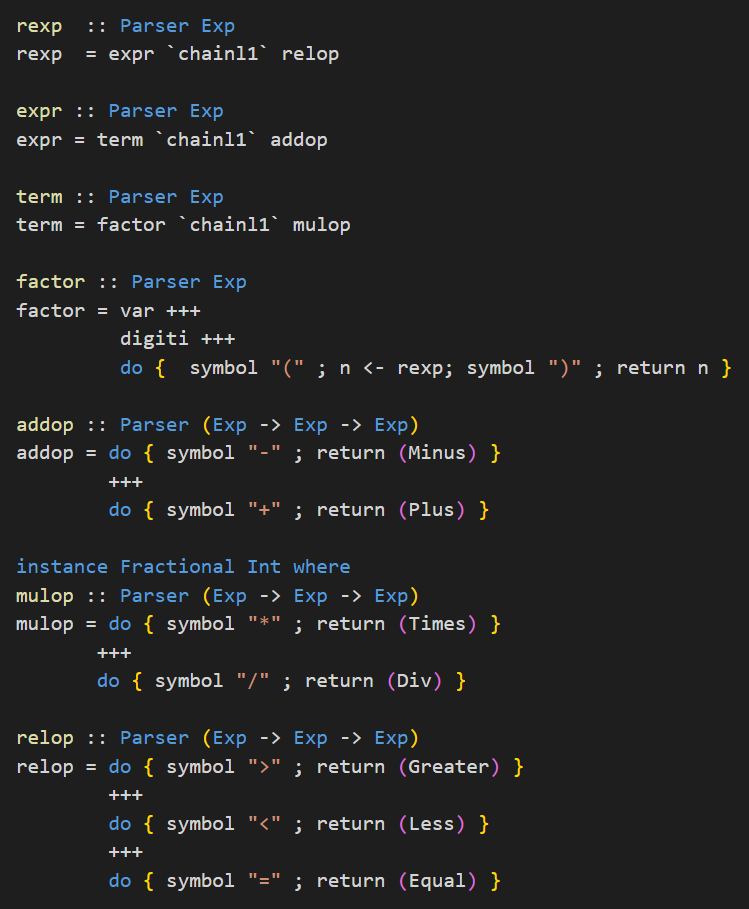 rexp  :: Parser Exp
rexp  = expr `chainl1` relop

expr :: Parser Exp
expr = term `chainl1` addop

term :: Parser Exp
term = factor `chainl1` mulop

factor :: Parser Exp
factor = var +++
         digiti +++
         do {  symbol "(" ; n <- rexp; symbol ")" ; return n }

addop :: Parser (Exp -> Exp -> Exp)
addop = do { symbol "-" ; return (Minus) }
        +++
        do { symbol "+" ; return (Plus) }

instance Fractional Int where
mulop :: Parser (Exp -> Exp -> Exp)
mulop = do { symbol "*" ; return (Times) }
       +++
       do { symbol "/" ; return (Div) }

relop :: Parser (Exp -> Exp -> Exp)
relop = do { symbol ">" ; return (Greater) }
        +++
        do { symbol "<" ; return (Less) }
        +++
        do { symbol "=" ; return (Equal) }